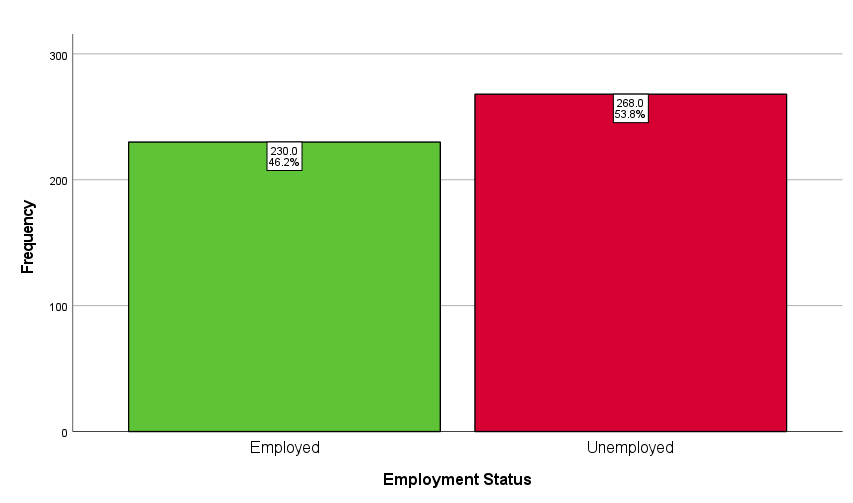 300
200
100
0
Frequency
230.0
46.2%
268.0
53.8%
Employed
Unemployed
Employment Status